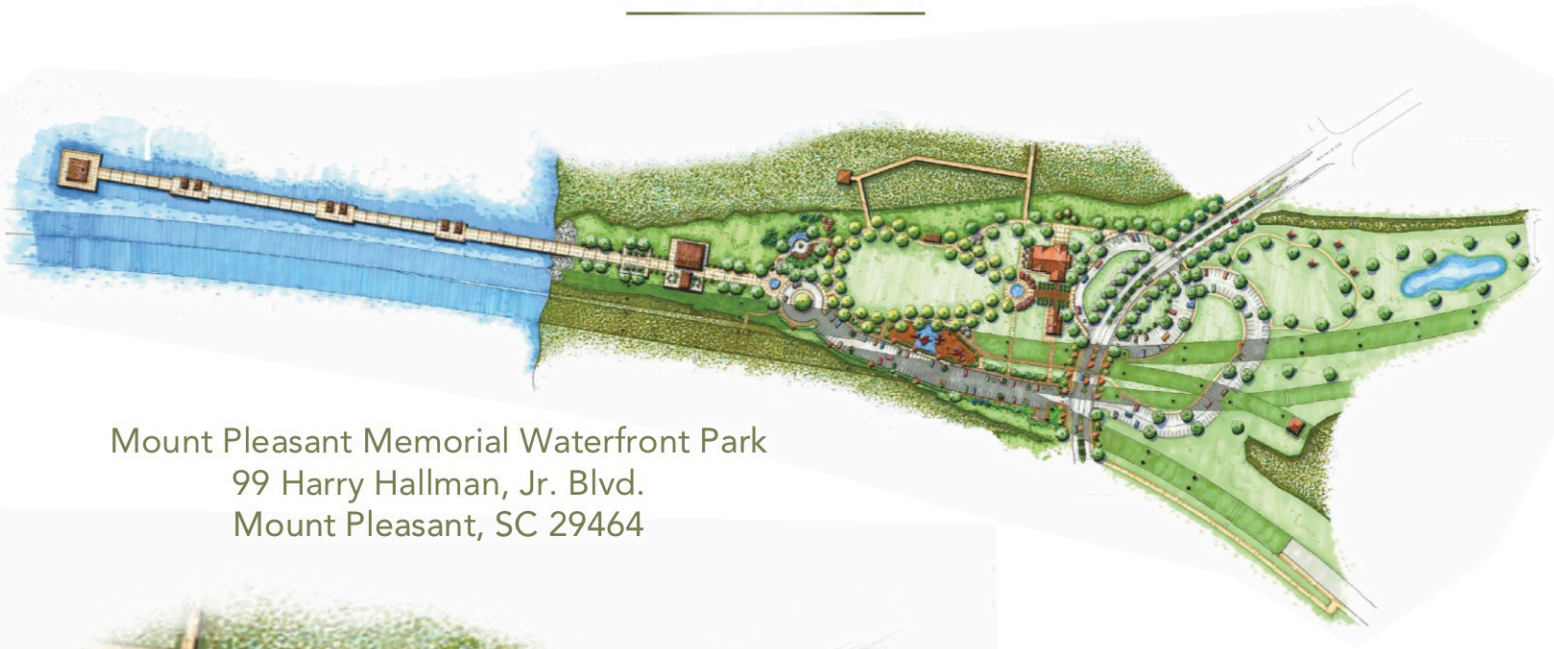 Mount Pleasant Memorial Waterfront Park
99 Harry Hallman, Jr. Blvd.
Mount Pleasant, SC 29464